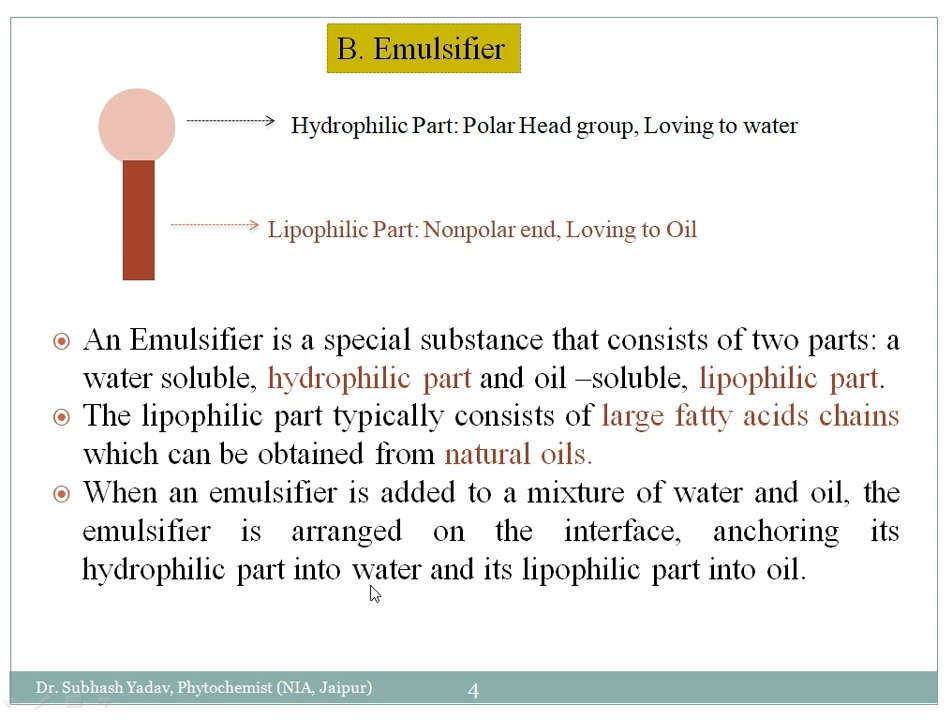 B. Emulsifier
Hydrophilic Part: Polar Head group, Loving to water
Lipophilic Part: Nonpolar end, Loving to Oil
An Emulsifier is a special substance that consists of two parts: a
water soluble, hydrophilic part and oil –soluble, lipophilic part.
The lipophilic part typically consists of large fatty acids chains
which can be obtained from natural oils.
When an emulsifier is added to a mixture of water and oil, the
emulsifier is arranged on the interface, anchoring its
hydrophilic part into water and its lipophilic part into oil.
Dr. Subhash Yadav, Phytochemist (NIA, Jaipur)
4